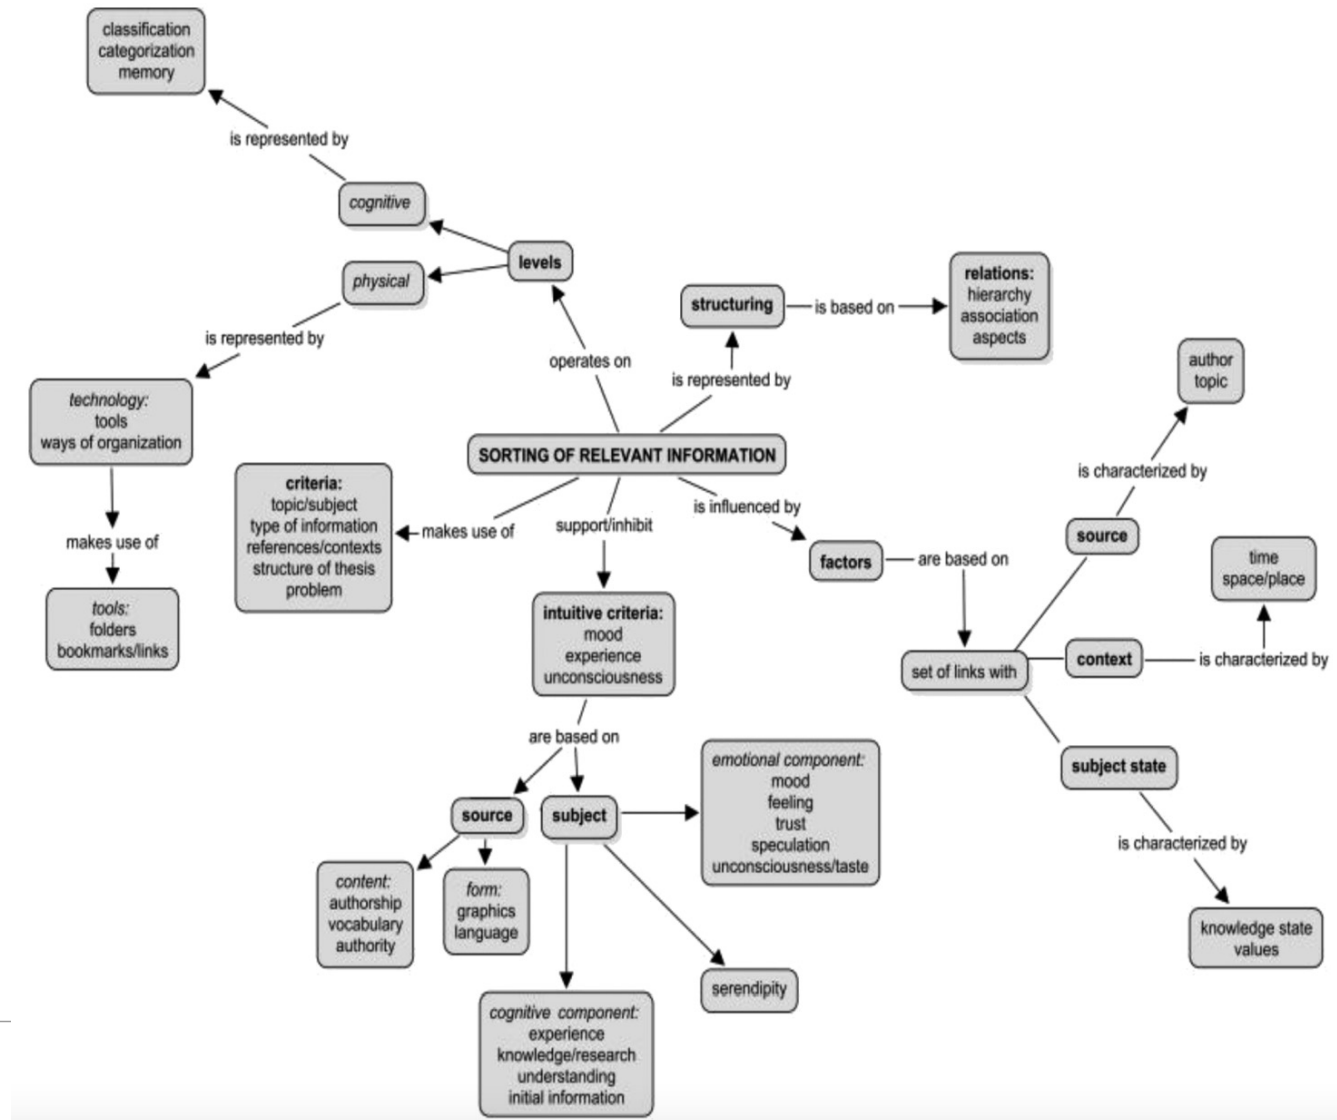 classification
categorization
memory
is represented by
cognitive
levels
physical
is represented by
technology:
tools
ways of organization
makes use of
tools:
folders
bookmarks/links
operates on
structuring
is based on
relations:
hierarchy
association
aspects
is represented by
SORTING OF RELEVANT INFORMATION
criteria:
topic/subject
type of information
references/contexts
structure of thesis
problem
makes use of
support/inhibit
is influenced by
factors
are based on
set of links with
source
is characterized by
author
topic
context
is characterized by
time
space/place
subject state
is characterized by
knowledge state
values
intuitive criteria:
mood
experience
unconsciousness
are based on
source
subject
content:
authorship
vocabulary
authority
form:
graphics
language
emotional component:
mood
feeling
trust
speculation
unconsciousness/taste
serendipity
cognitive component:
experience
knowledge/research
understanding
initial information